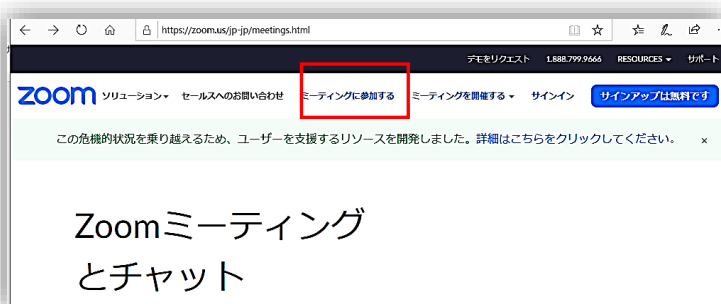 https://zoom.us/jp-jp/meetings.html
デモをリクエスト 1.888.799.9666 RESOURCES サポート
zoom ソリューション セールスへのお問い合わせ ミーティングに参加する ミーティングを開催する サインイン サインアップは無料です
この危機的状況を乗り越えるため、ユーザーを支援するリソースを開発しました。詳細はこちらをクリックしてください。 ×
Zoomミーティング
とチャット